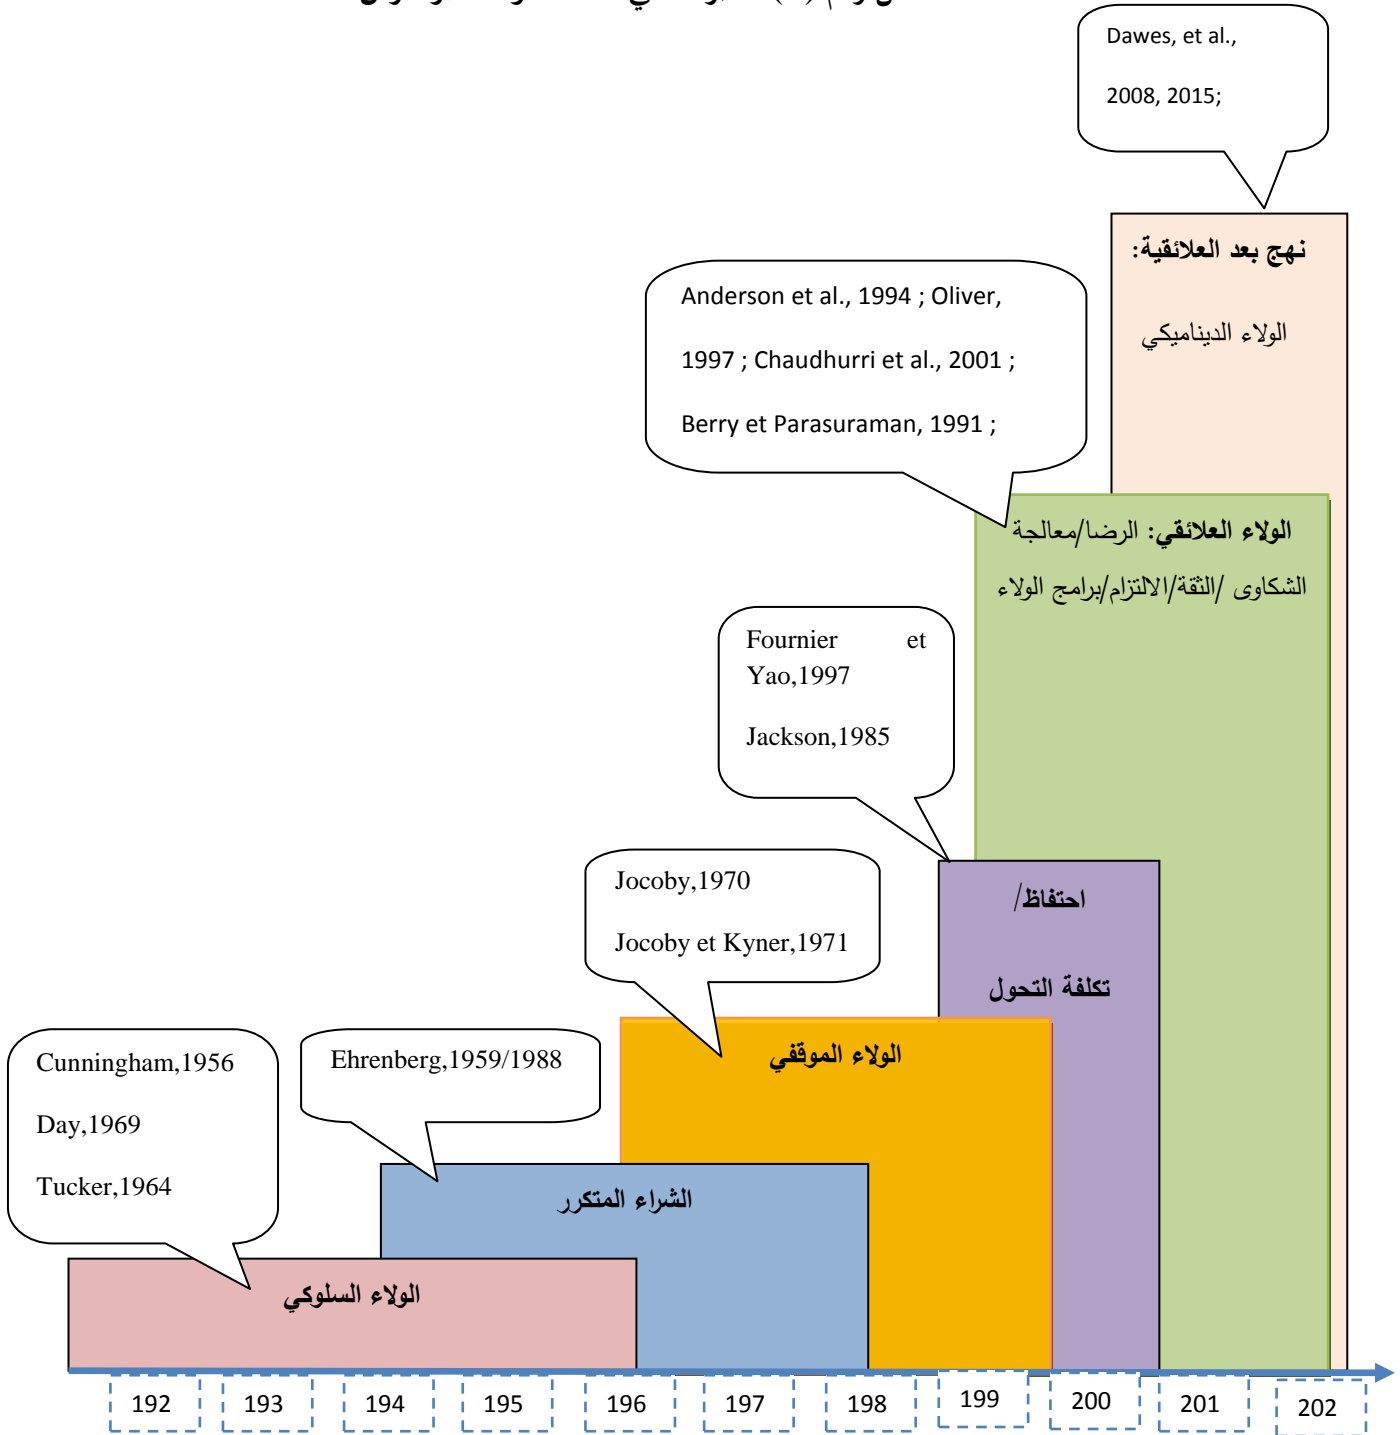 Dawes, et al.,
2008, 2015;
نهج بعد العلائقية:
الولاء الديناميكي
Anderson et al., 1994 ; Oliver,
1997 ; Chaudhurri et al., 2001 ;
Berry et Parasuraman, 1991 ;
الولاء العلائقي: الرضا/معالجة
الشكاوى /الثقة/الالتزام/برامج الولاء
Fournier et
Yao,1997
Jackson,1985
احتفاظ/
تكلفة التحول
Jocoby,1970
Jocoby et Kyner,1971
الولاء الموقفي
Ehrenberg,1959/1988
الشراء المتكرر
Cunningham,1956
Day,1969
Tucker,1964
الولاء السلوكي
192 193 194 195 196 197 198 199 200 201 202